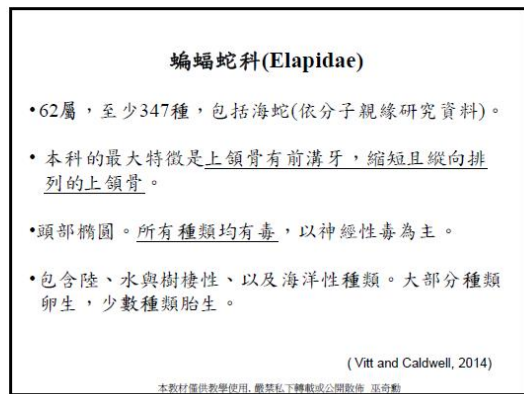 蝙蝠蛇科(Elapidae)
•62屬，至少347種，包括海蛇(依分子親緣研究資料)。
•本科的最大特徵是上頜骨有前溝牙，縮短且縱向排
列的上頜骨。
•頭部橢圓。所有種類均有毒，以神經性毒為主。
•包含陸、水與樹棲性、以及海洋性種類。大部分種類
卵生，少數種類胎生。
( Vitt and Caldwell, 2014)
本教材僅供教學使用, 嚴禁私下轉載或公開散佈 巫奇勳